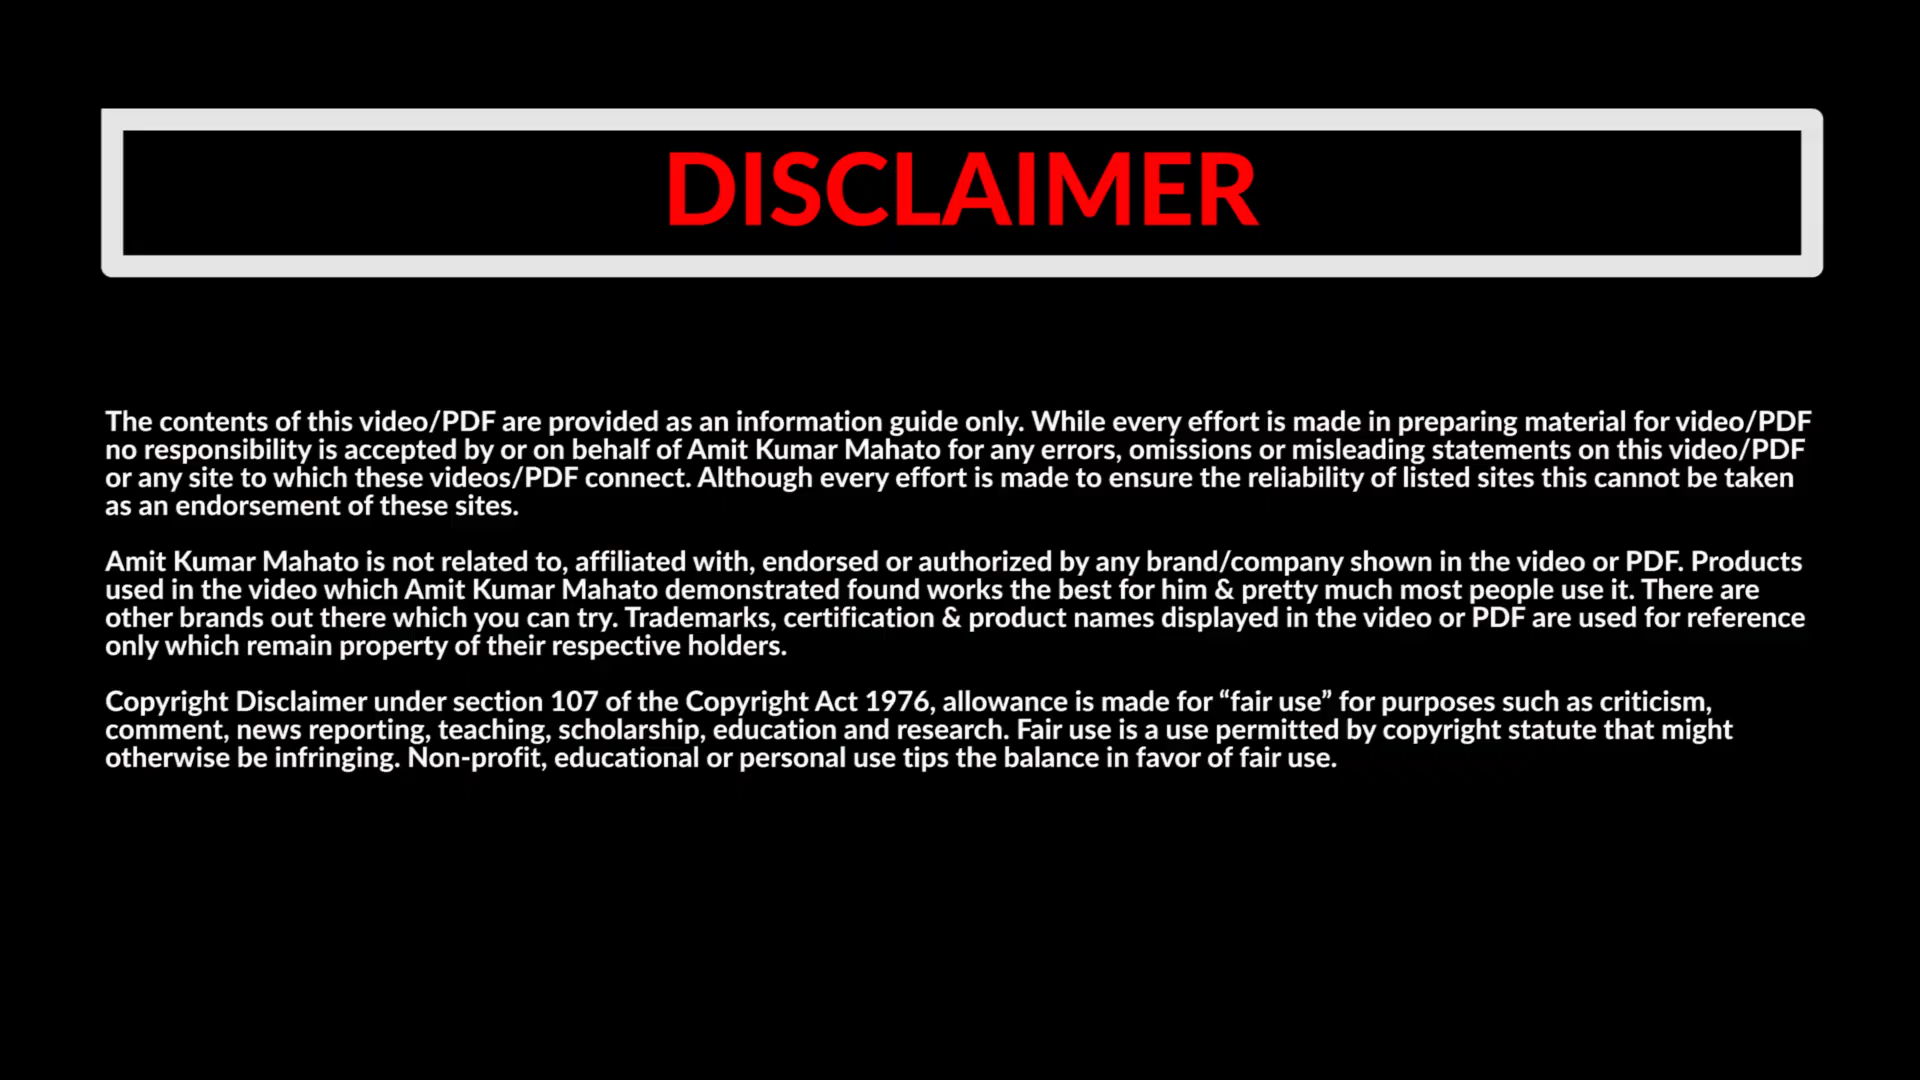 DISCLAIMER
The contents of this video/PDF are provided as an information guide only. While every effort is made in preparing material for video/PDF
no responsibility is accepted by or on behalf of Amit Kumar Mahato for any errors, omissions or misleading statements on this video/PDF
or any site to which these videos/PDF connect. Although every effort is made to ensure the reliability of listed sites this cannot be taken
as an endorsement of these sites.
Amit Kumar Mahato is not related to, affiliated with, endorsed or authorized by any brand/company shown in the video or PDF. Products
used in the video which Amit Kumar Mahato demonstrated found works the best for him & pretty much most people use it. There are
other brands out there which you can try. Trademarks, certification & product names displayed in the video or PDF are used for reference
only which remain property of their respective holders.
Copyright Disclaimer under section 107 of the Copyright Act 1976, allowance is made for “fair use” for purposes such as criticism,
comment, news reporting, teaching, scholarship, education and research. Fair use is a use permitted by copyright statute that might
otherwise be infringing. Non-profit, educational or personal use tips the balance in favor of fair use.